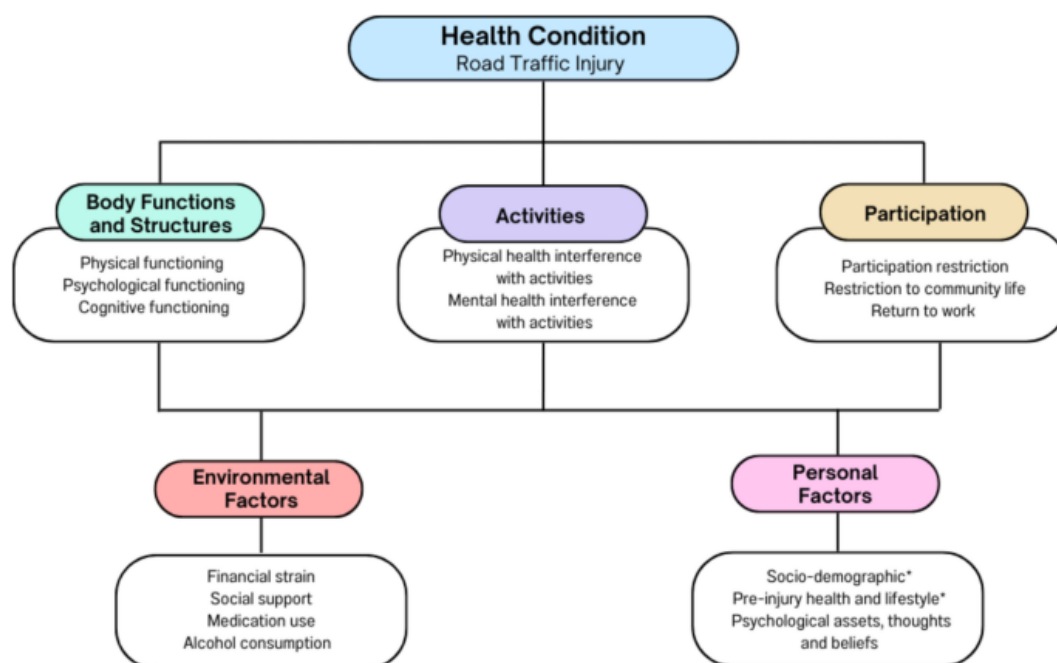 Health Condition
Road Traffic Injury
Body Functions
and Structures
Physical functioning
Psychological functioning
Cognitive functioning
Activities
Physical health interference
with activities
Mental health interference
with activities
Participation
Participation restriction
Restriction to community life
Return to work
Environmental
Factors
Financial strain
Social support
Medication use
Alcohol consumption
Personal
Factors
Socio-demographic*
Pre-injury health and lifestyle*
Psychological assets, thoughts
and beliefs